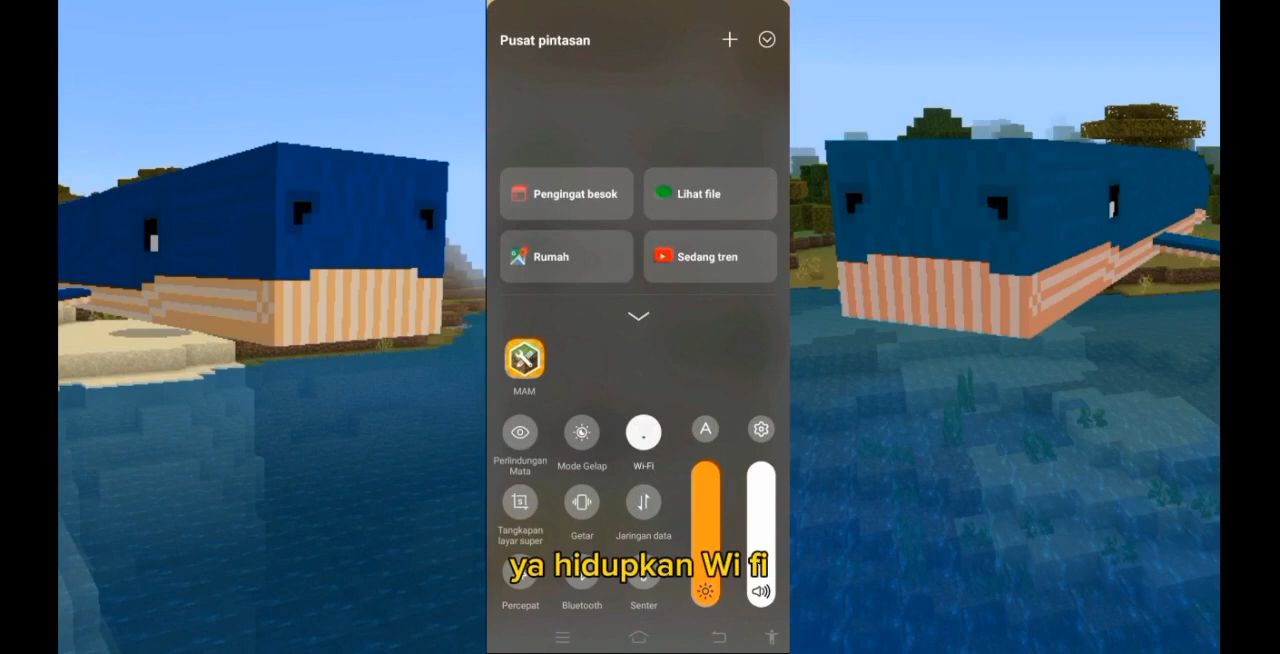 Pusat pintasan
Pengingat besok
Lihat file
Rumah
Sedang tren
MAM
A
Perlindungan
Mata
Mode Gelap
Wi-Fi
S
Tangkapan
layar super
Getar
Jaringan data
ya hidupkan Wi fi
Percepat
Bluetooth
Senter